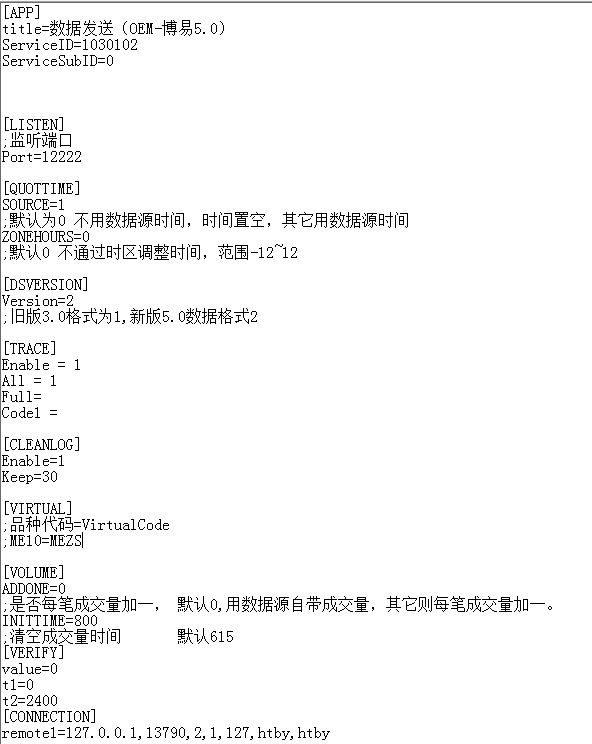 [APP]
title=数据发送（OEM-博易5.0）
ServiceID=1030102
ServiceSubID=0
[LISTEN]
;监听端口
Port=12222
[QUOTTIME]
SOURCE=1
;默认为0 不用数据源时间，时间置空，其它用数据源时间
ZONEHOURS=0
;默认0 不通过时区调整时间，范围-12~12
[DSVERSION]
Version=2
;旧版3.0格式为1,新版5.0数据格式2
[TRACE]
Enable = 1
All = 1
Full=
Code1 =
[CLEANLOG]
Enable=1
Keep=30
[VIRTUAL]
;品种代码=VirtualCode
;ME10=MEZS
[VOLUME]
ADDONE=0
;是否每笔成交量加一， 默认0,用数据源自带成交量，其它则每笔成交量加一。
INITTIME=800
;清空成交量时间 默认615
[VERIFY]
value=0
t1=0
t2=2400
[CONNECTION]
remote1=127.0.0.1,13790,2,1,127,htby,htby